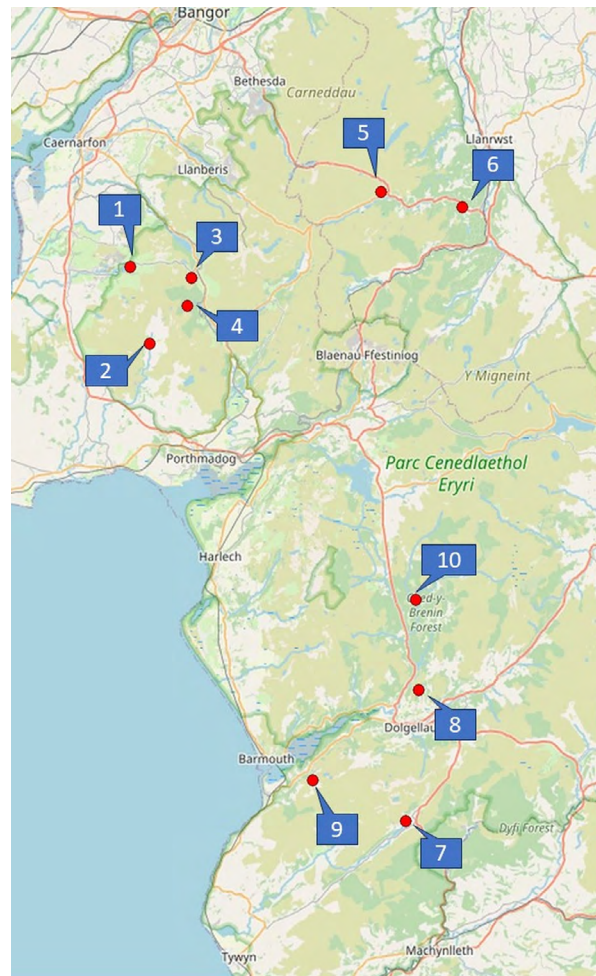 Bangor
Bethesda
Carneddau
5
Llanrwst
Caernarfon
Llanberis
6
1
3
4
2
Blaenau Ffestiniog
Y Migneint
Porthmadog
Parc Cenedlaethol
Eryri
Harlech
10
Coed-y-
Brenin
Forest
8
Dolgellau
Barmouth
9
7
Dyfi Forest
Tywyn
Machynlleth